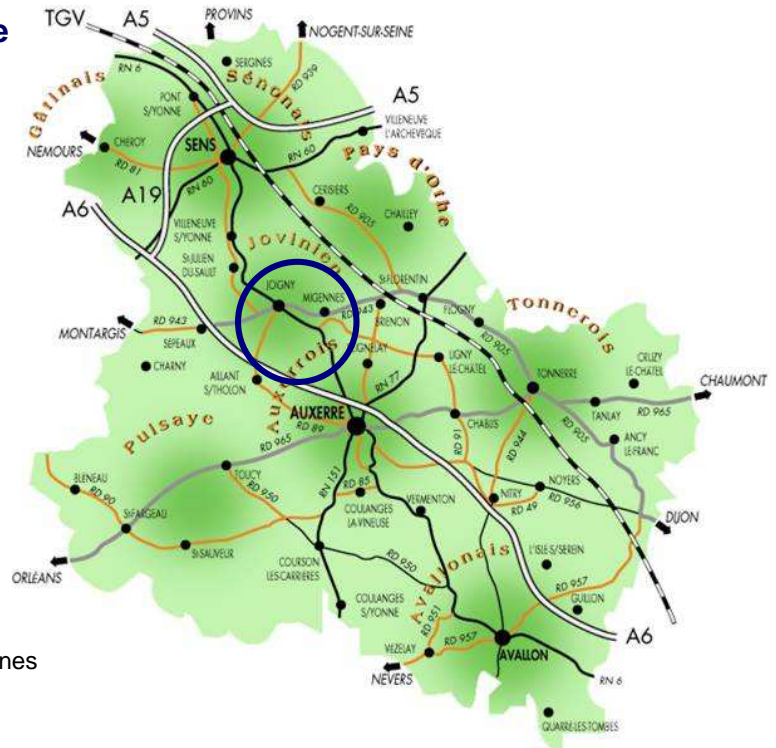 e
TGV
A5
PROVINS
NOGENT-SUR-SEINE
RN 6
SERGINES
RD 939
Gâtinais
Sénonais
PONT
S/YONNE
A5
VILLENEUVE
L'ARCHEVEQUE
NEMOURS
CHEROY
SENS
RN 60
Pays d'Othe
RD 81
A19
RN 60
CERISIERS
A6
RD 905
CHAILLEY
VILLENEUVE
S/YONNE
Jovinien
St-JULIEN
DU-SAULT
St-FLORENTIN
JOGNY
MIGENNES
RD 943
FLOGNY
Tonnerrois
RD 943
BRIENON
RD 905
MONTARGIS
SEPEAUX
CHARNY
LIGNY
LE-CHÂTEL
CRUZY
LE-CHÂTEL
AILLANT
S/THOLON
Auxerrois
RN 77
TONNERRE
CHAUMONT
AUXERRE
CHABLIS
TANLAY
RD 965
RD 89
Puisaye
RD 965
RD 91
RD 944
RD 905
ANCY
LE-FRANC
TOUCY
BLENEAU
RD 90
RD 950
RN 151
RD 85
NOYERS
NITRY
RD 956
RD 49
COULANGES
LA-VINEUSE
VERMENTON
St-FARGEAU
DIJON
St-SAUVEUR
COURSON
LES-CARRIERES
RD 950
Avallonais
L'ISLE S/SEREIN
ORLÉANS
RD 957
COULANGES
S/YONNE
GUILLON
RD 951
A6
RD 957
VEZELAY
AVALLON
nes
NEVERS
RN 6
QUARRÉ-LES-TOMBES